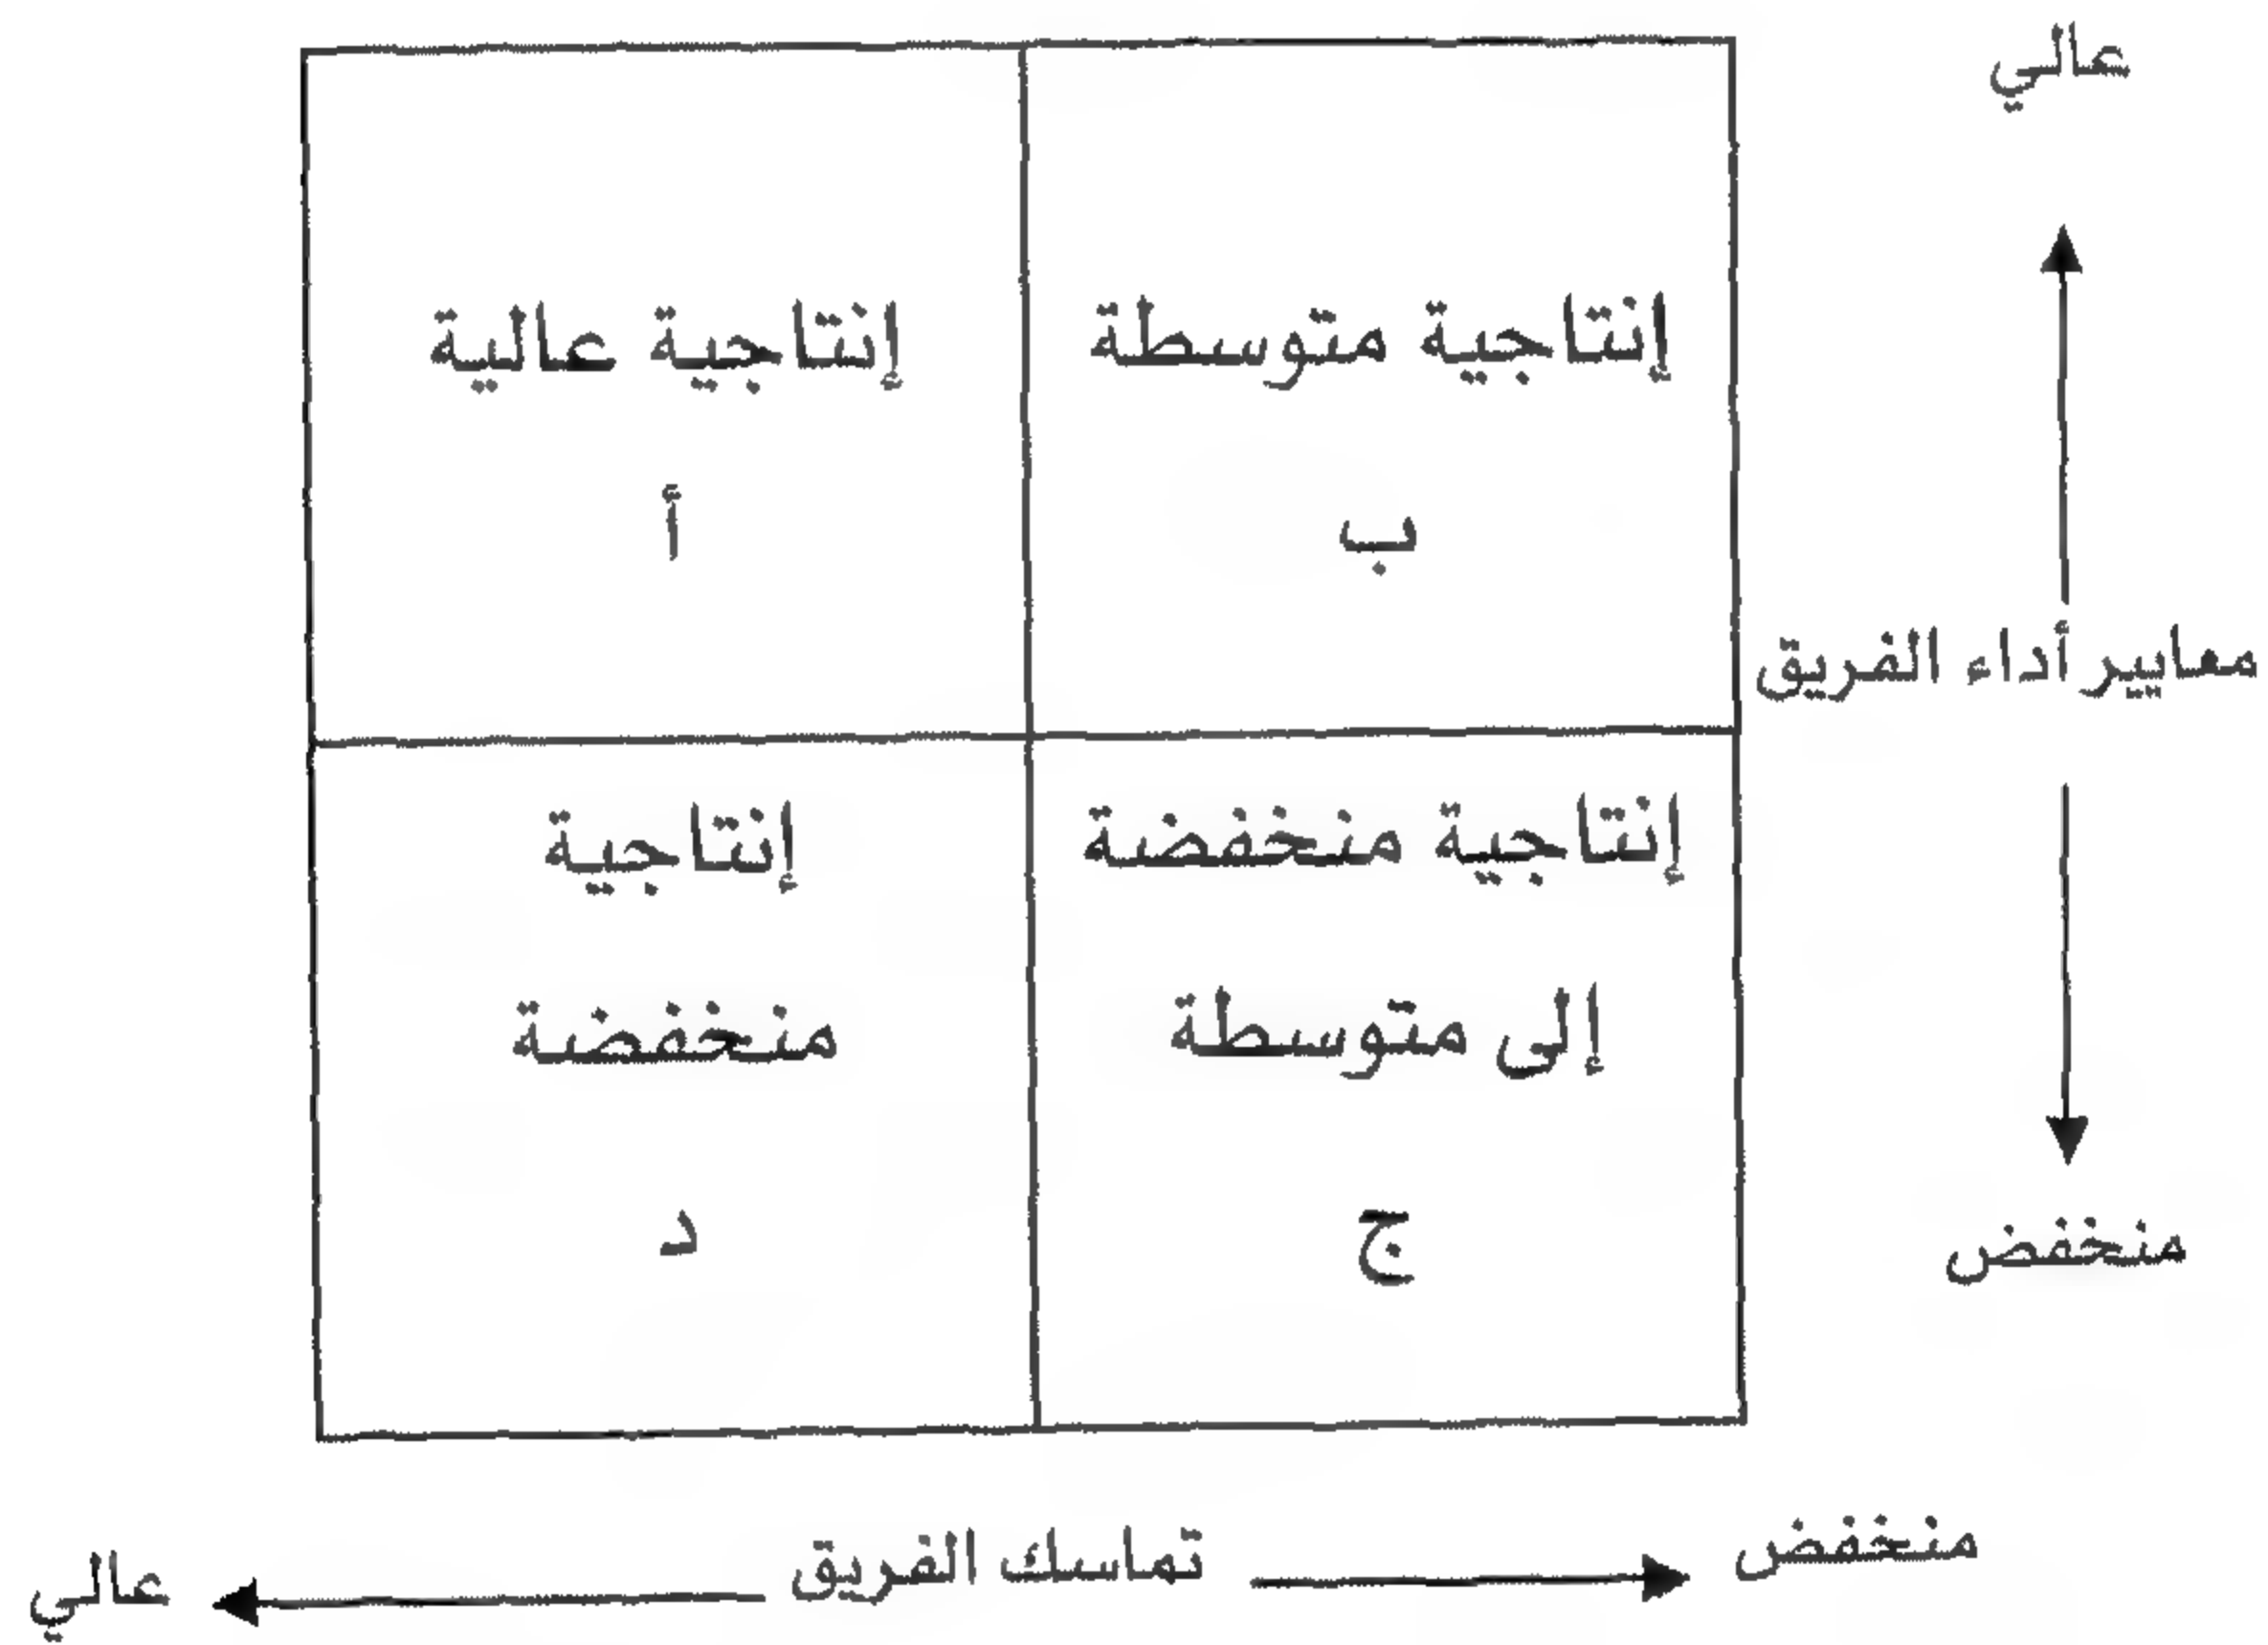 عالي
إنتاجية متوسطة
إنتاجية عالية
ب
أ
معايير أداء الفريق
إنتاجية منخفضة
إلى متوسطة
ج
إنتاجية
منخفضة
د
منخفض
منخفض
تماسك الفريق
عالي